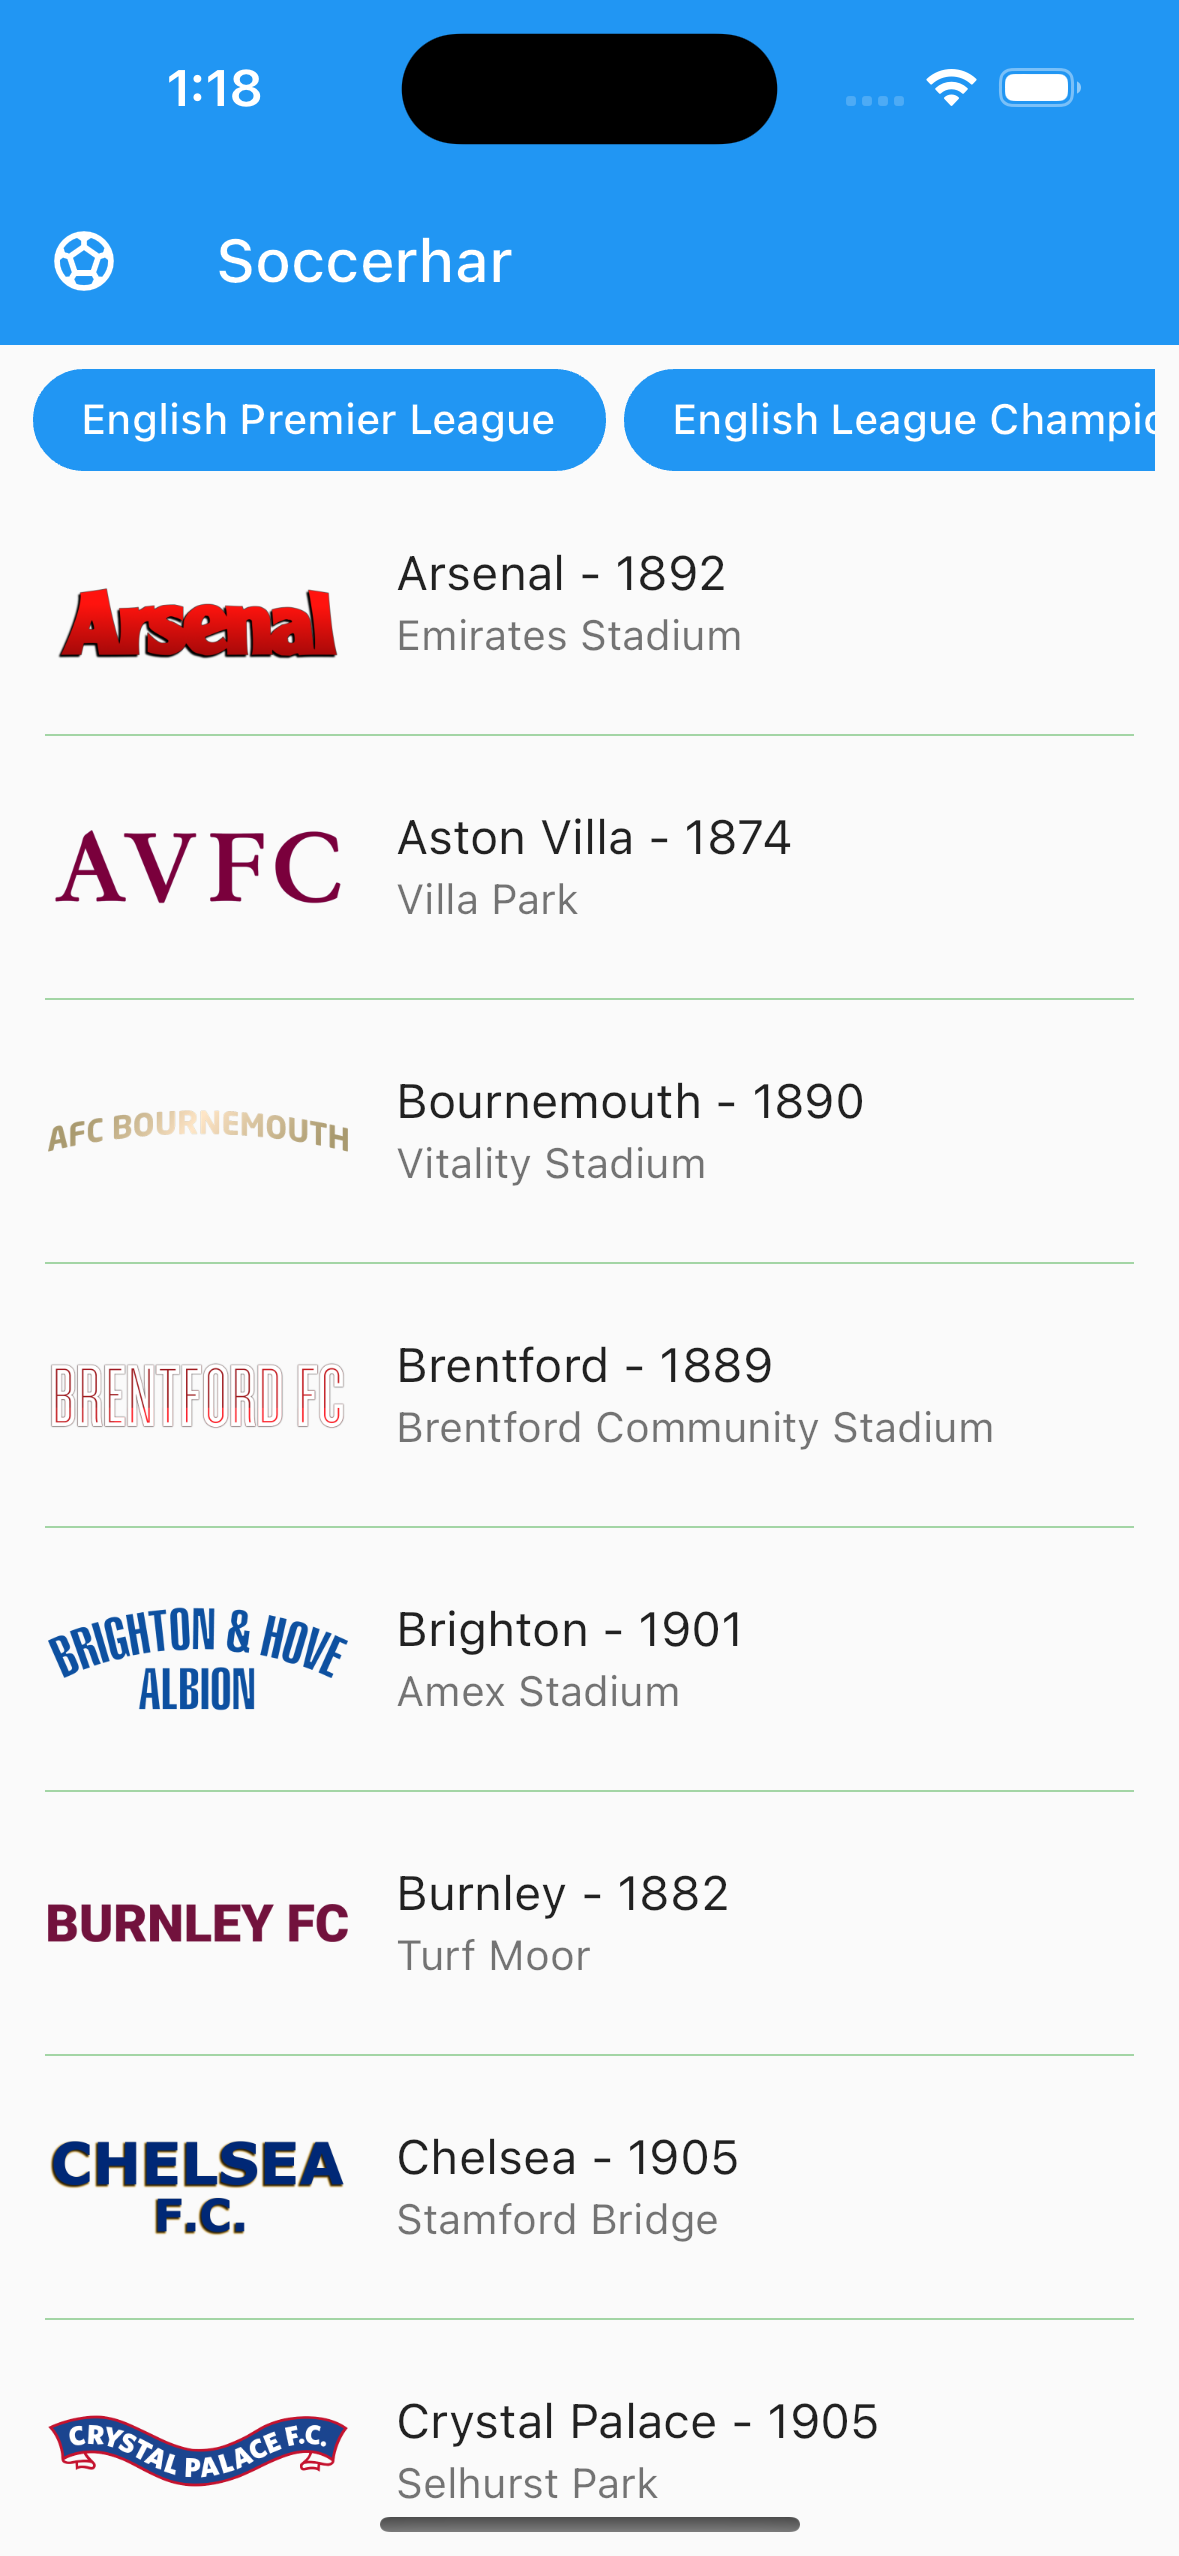 1:18
Soccerhar
English Premier League English League Champic
Arsenal
Arsenal - 1892
Emirates Stadium
AVFC
Aston Villa - 1874
Villa Park
AFC BOURNEMOUTH
Bournemouth - 1890
Vitality Stadium
BRENTFORD FC
Brentford - 1889
Brentford Community Stadium
BRIGHTON & HOVE
ALBION
Brighton - 1901
Amex Stadium
BURNLEY FC
Burnley - 1882
Turf Moor
CHELSEA
F.C.
Chelsea - 1905
Stamford Bridge
CRYSTAL PALACE F.C.
Crystal Palace - 1905
Selhurst Park